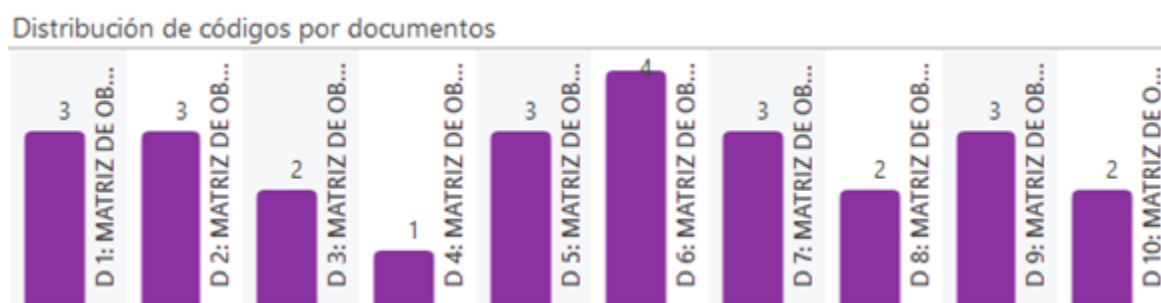 Distribución de códigos por documentos
3
D 1: MATRIZ DE OB...
3
D 2: MATRIZ DE OB...
2
D 3: MATRIZ DE OB...
1
D 4: MATRIZ DE OB...
3
D 5: MATRIZ DE OB...
4
D 6: MATRIZ DE OB...
3
D 7: MATRIZ DE OB...
2
D 8: MATRIZ DE OB...
3
D 9: MATRIZ DE OB...
2
D 10: MATRIZ DE O...